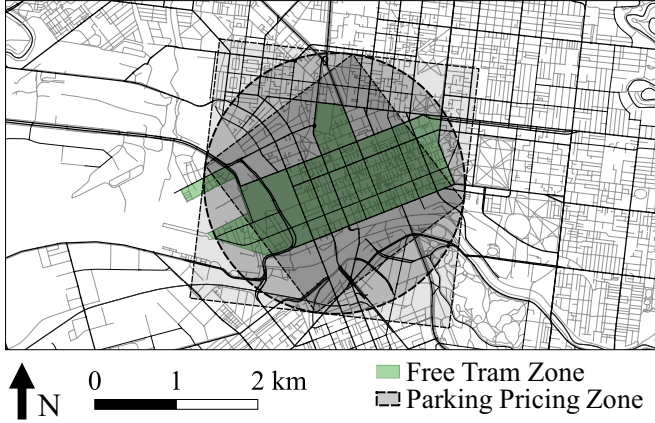 0 1 2 km
N
Free Tram Zone
Parking Pricing Zone